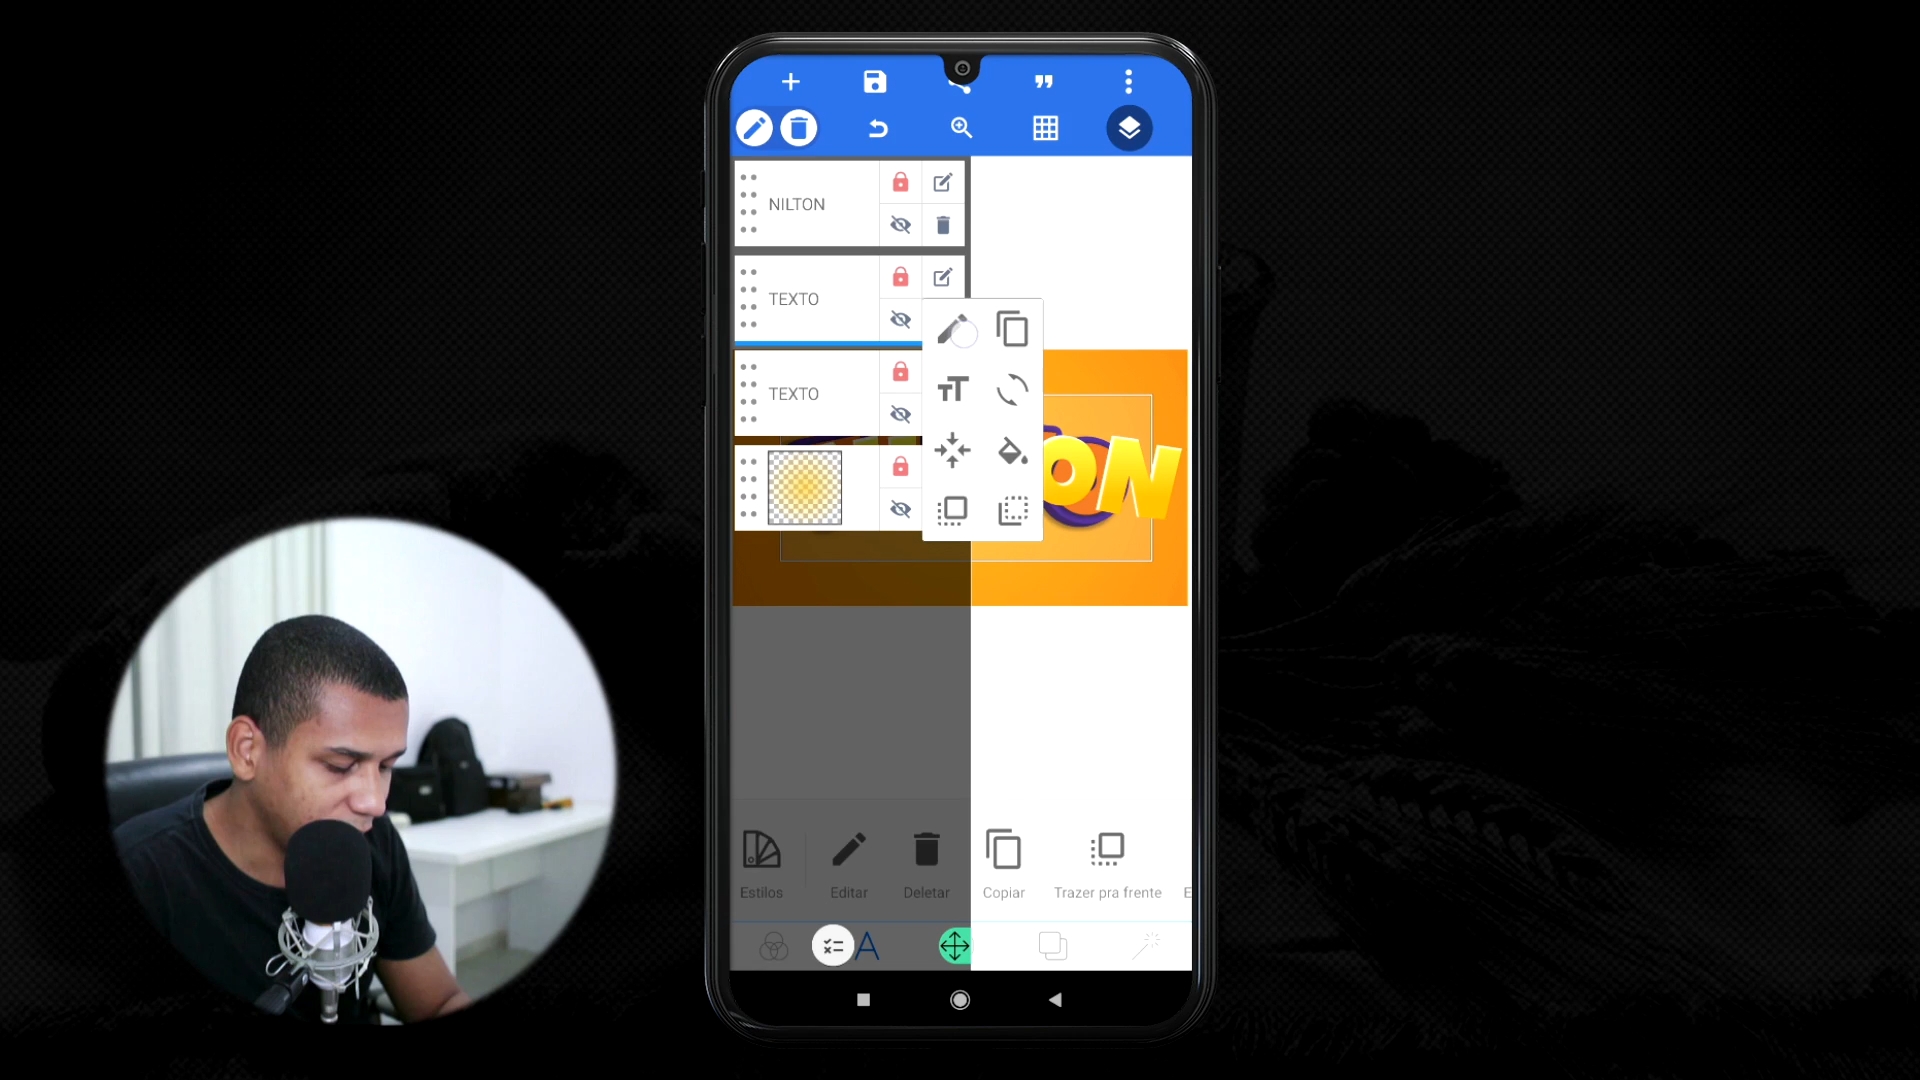 NILTON
TEXTO
TEXTO
ON
Estilos
Editar
Deletar
Copiar
Trazer pra frente
E
A